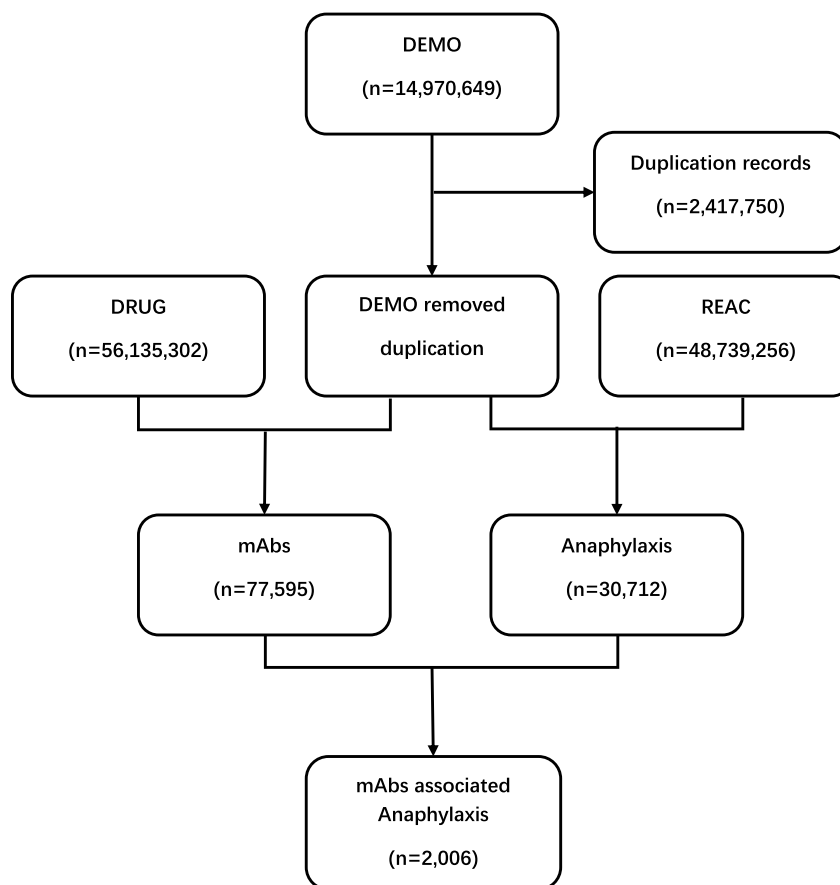 DEMO
(n=14,970,649)
Duplication records
(n=2,417,750)
DRUG
(n=56,135,302)
DEMO removed
duplication
REAC
(n=48,739,256)
mAbs
(n=77,595)
Anaphylaxis
(n=30,712)
mAbs associated
Anaphylaxis
(n=2,006)